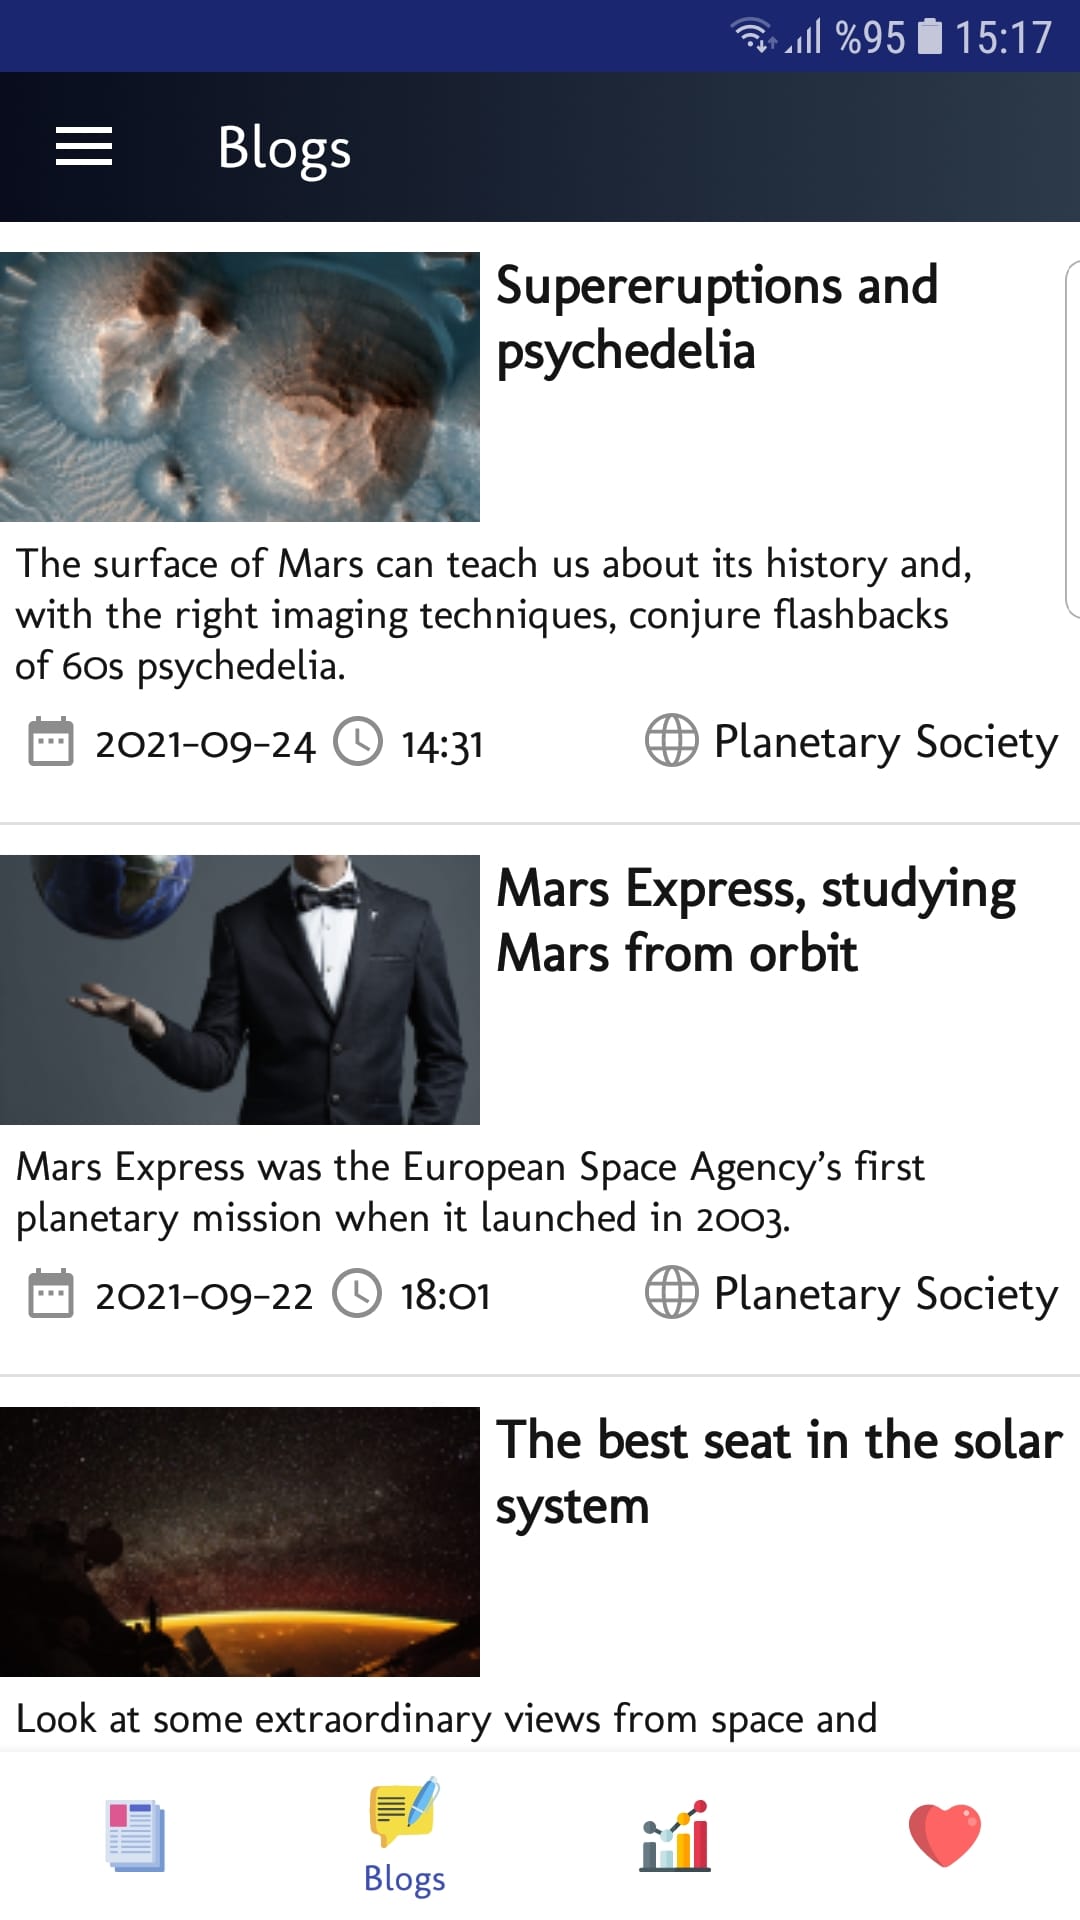 %95 15:17
Blogs
Supereruptions and
psychedelia
The surface of Mars can teach us about its history and,
with the right imaging techniques, conjure flashbacks
of 60s psychedelia.
2021-09-24 14:31 Planetary Society
Mars Express, studying
Mars from orbit
Mars Express was the European Space Agency’s first
planetary mission when it launched in 2003.
2021-09-22 18:01 Planetary Society
The best seat in the solar
system
Look at some extraordinary views from space and
Blogs